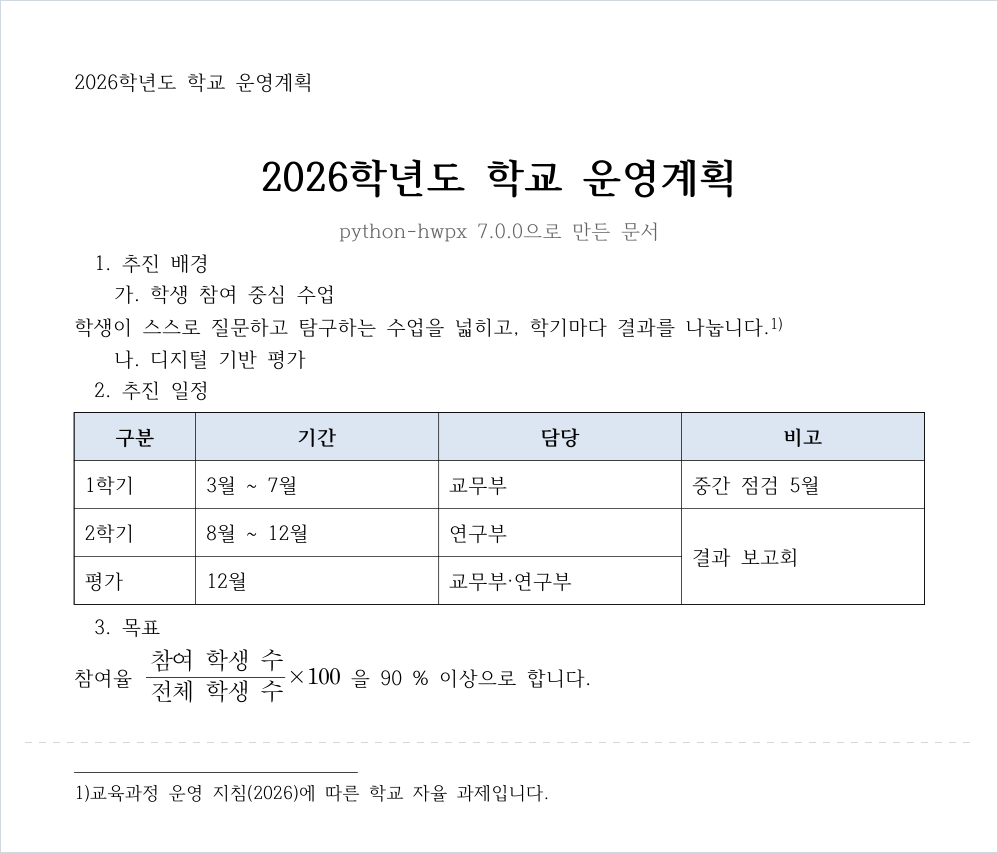 2026학년도 학교 운영계획
2026학년도 학교 운영계획
python-hwpx 7.0.0으로 만든 문서
1. 추진 배경
가. 학생 참여 중심 수업
학생이 스스로 질문하고 탐구하는 수업을 넓히고, 학기마다 결과를 나눕니다.1)
나. 디지털 기반 평가
2. 추진 일정
구분 기간 담당 비고
1학기 3월 ~ 7월 교무부 중간 점검 5월
2학기 8월 ~ 12월 연구부 결과 보고회
평가 12월 교무부·연구부
3. 목표
참여율 참여 학생 수/전체 학생 수×100 을 90 % 이상으로 합니다.
1)교육과정 운영 지침(2026)에 따른 학교 자율 과제입니다.